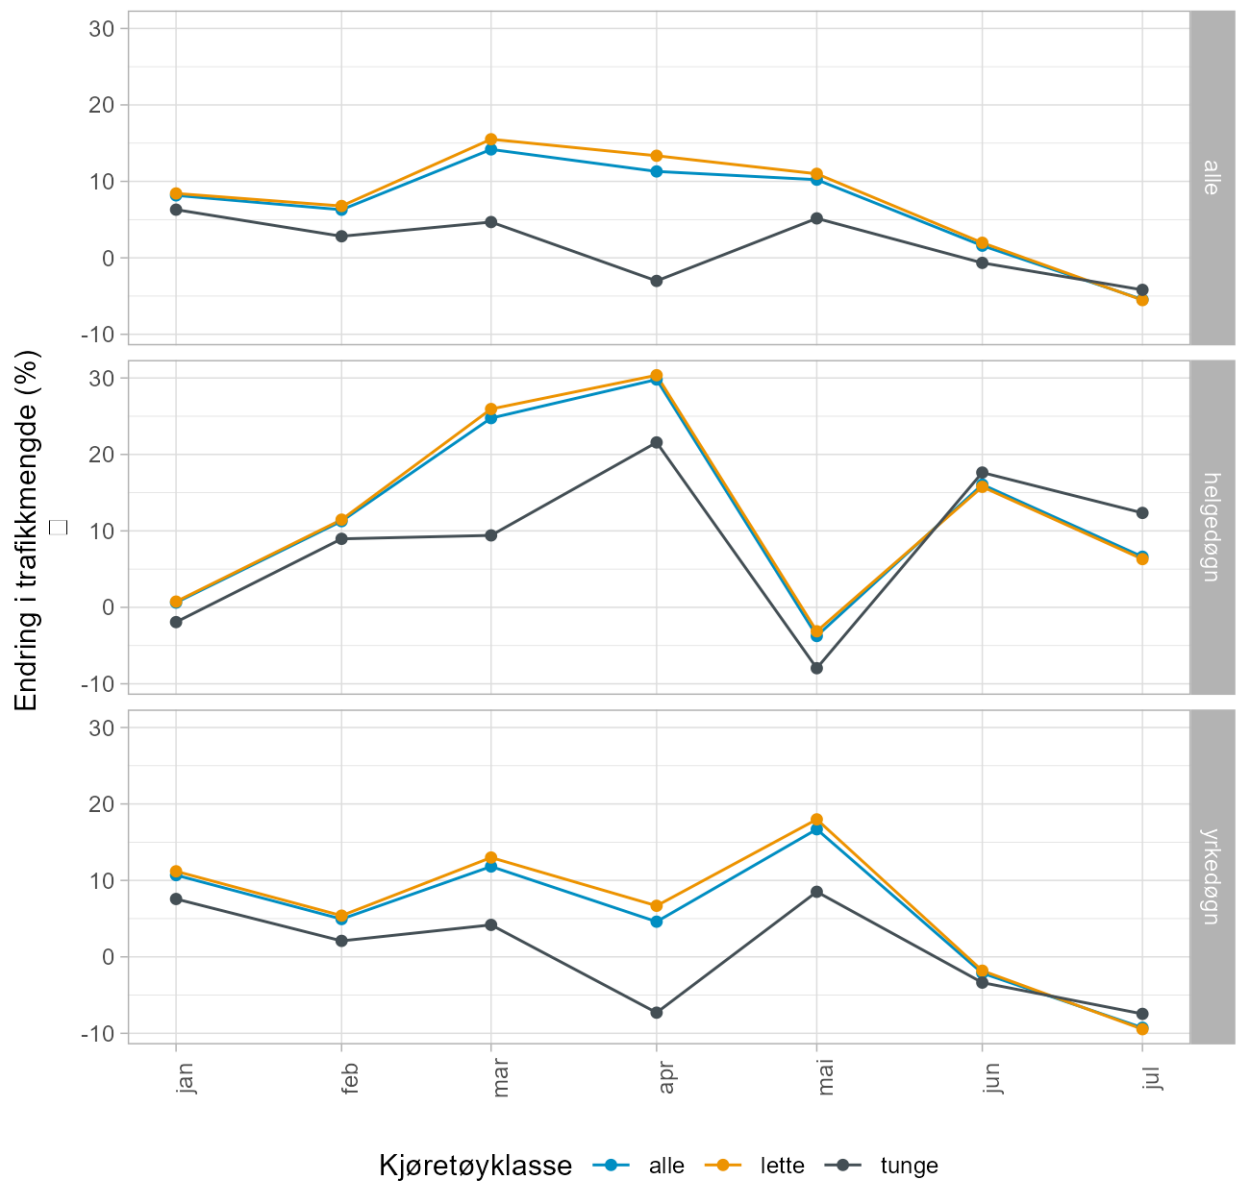 Endring i trafikkmengde (%)
30
20
10
0
-10
alle
30
20
10
0
-10
helgedøgn
30
20
10
0
-10
yrkedøgn
jan
feb
mar
apr
mai
jun
jul
Kjøretøyklasse alle lette tunge